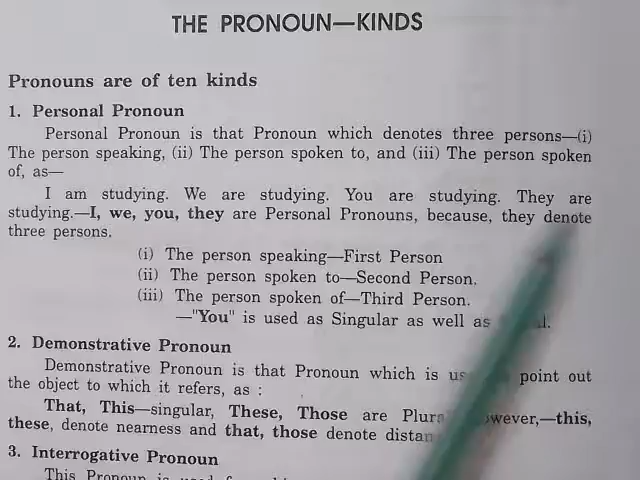 THE PRONOUN—KINDS
Pronouns are of ten kinds
1. Personal Pronoun
Personal Pronoun is that Pronoun which denotes three persons—(i)
The person speaking, (ii) The person spoken to, and (iii) The person spoken
of, as—
I am studying. We are studying. You are studying. They are
studying.—I, we, you, they are Personal Pronouns, because, they denote
three persons.
(i) The person speaking—First Person
(ii) The person spoken to—Second Person.
(iii) The person spoken of—Third Person.
—"You" is used as Singular as well as
2. Demonstrative Pronoun
Demonstrative Pronoun is that Pronoun which is point out
the object to which it refers, as :
That, This—singular, These, Those are —this,
these, denote nearness and that, those denote
3. Interrogative Pronoun
This Pronoun is used